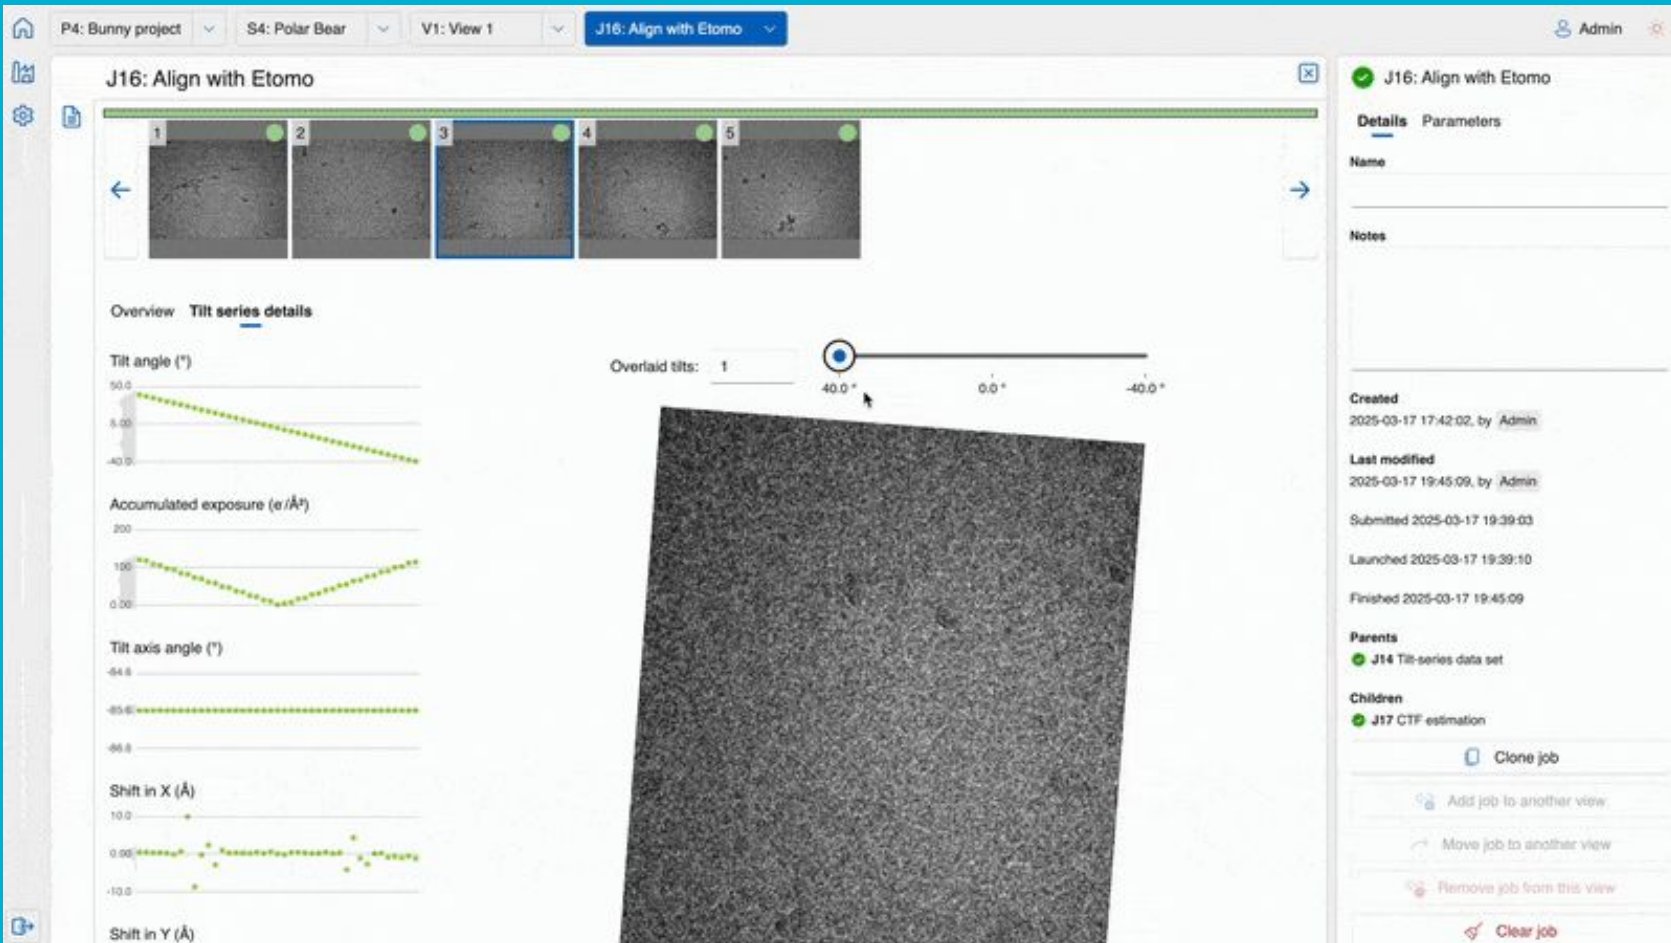 P4: Bunny project
S4: Polar Bear
V1: View 1
J16: Align with Etomo
Admin
J16: Align with Etomo
1
2
3
4
5
Overview
Tilt series details
Tilt angle (°)
50.0
5.00
-40.0
Accumulated exposure (e⁻/Å²)
200
100
0.00
Tilt axis angle (°)
-84.6
-85.6
-86.6
Shift in X (Å)
10.0
0.00
-10.0
Shift in Y (Å)
Overlaid tilts:
1
40.0 °
0.0 °
-40.0 °
J16: Align with Etomo
Details
Parameters
Name
Notes
Created
2025-03-17 17:42:02, by Admin
Last modified
2025-03-17 19:45:09, by Admin
Submitted 2025-03-17 19:39:03
Launched 2025-03-17 19:39:10
Finished 2025-03-17 19:45:09
Parents
J14 Tilt-series data set
Children
J17 CTF estimation
Clone job
Add job to another view
Move job to another view
Remove job from this view
Clear job